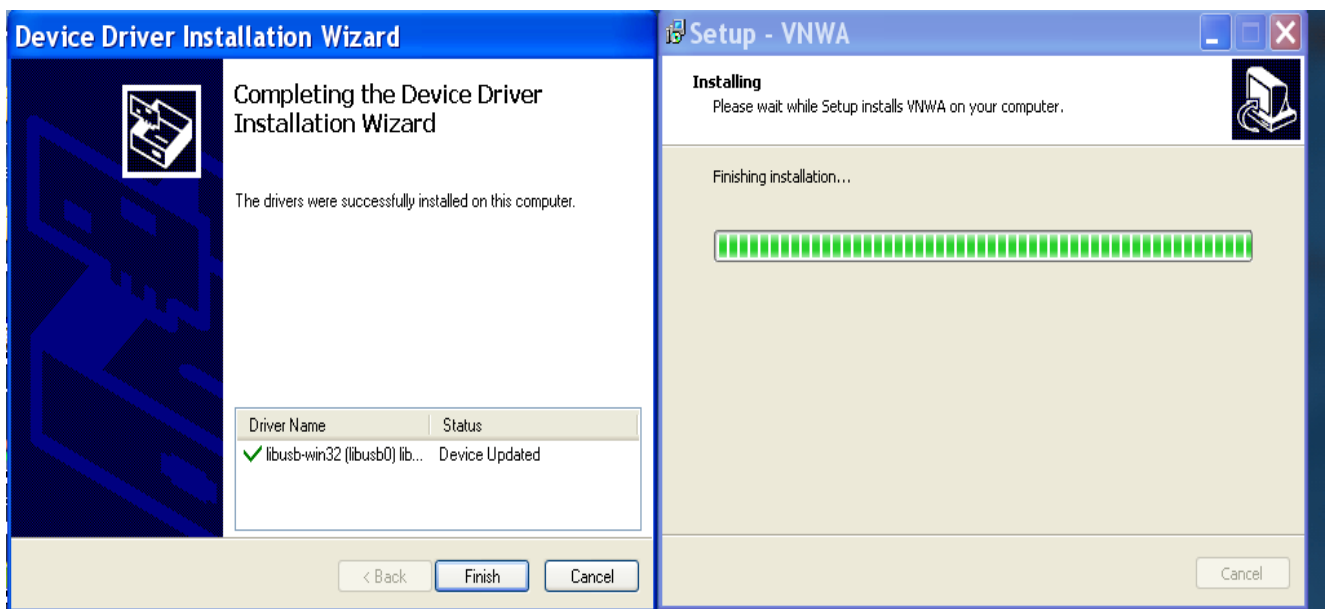 Device Driver Installation Wizard
Completing the Device Driver
Installation Wizard
The drivers were successfully installed on this computer.
Driver Name Status
libusb-win32 (libusb0) lib... Device Updated
< Back Finish Cancel
Setup - VNWA
Installing
Please wait while Setup installs VNWA on your computer.
Finishing installation...
Cancel